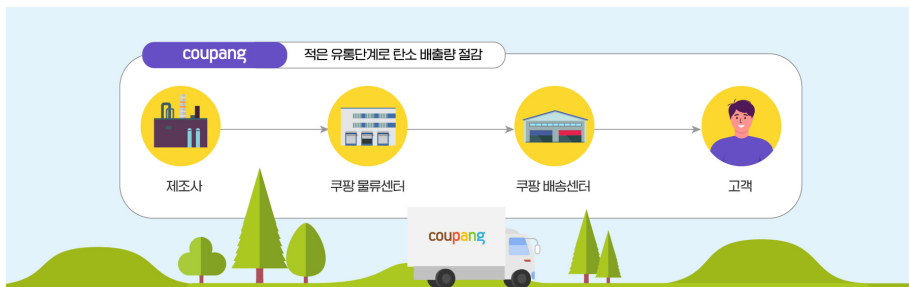 coupang 적은 유통단계로 탄소 배출량 절감
제조사 쿠팡 물류센터 쿠팡 배송센터 고객
coupang